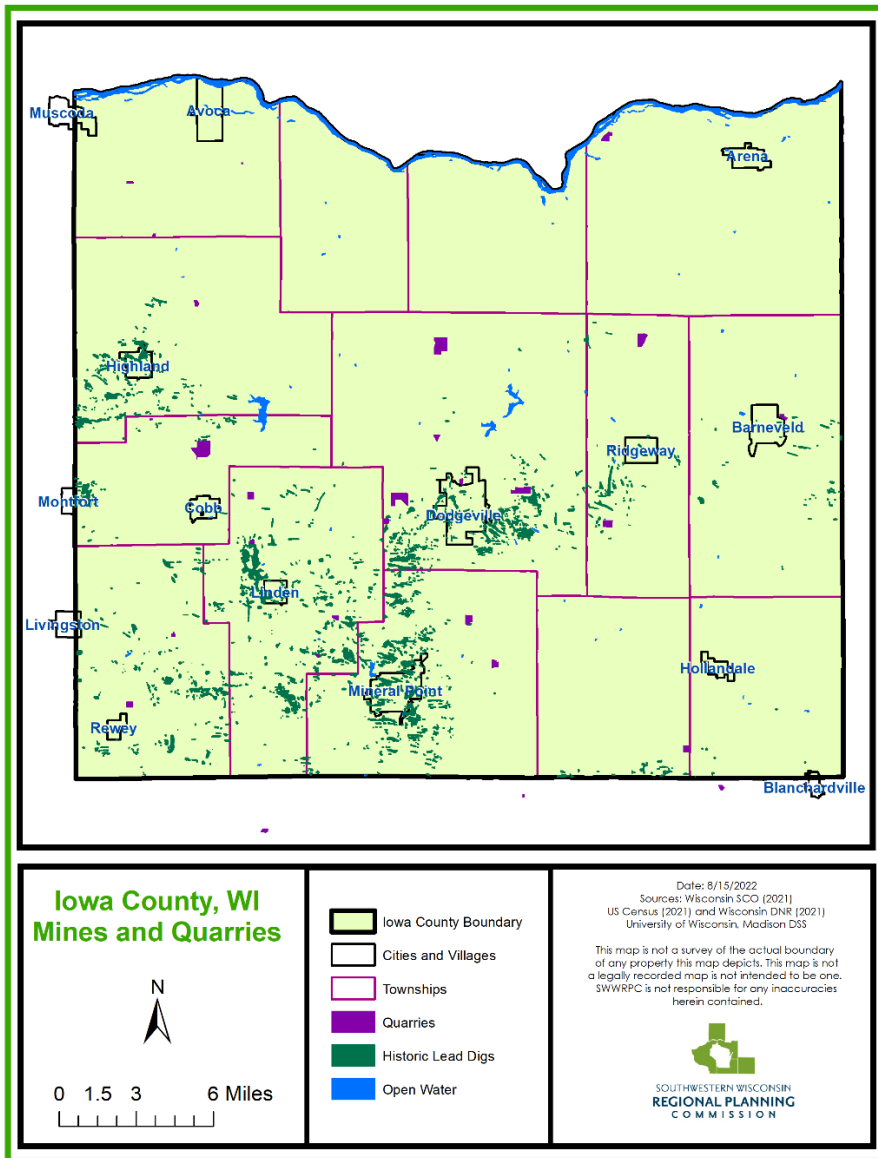 Muscoda
Avoca
Arena
Highland
Barneveld
Ridgeway
Montfort
Cobb
Dodgeville
Linden
Livingston
Hollandale
Mineral Point
Rewey
Blanchardville
Iowa County, WI
Mines and Quarries
N
0 1.5 3 6 Miles
Iowa County Boundary
Cities and Villages
Townships
Quarries
Historic Lead Digs
Open Water
Date: 8/15/2022
Sources: Wisconsin SCO (2021)
US Census (2021) and Wisconsin DNR (2021)
University of Wisconsin, Madison DSS
This map is not a survey of the actual boundary
of any property this map depicts. This map is not
a legally recorded map is not intended to be one.
SWWRPC is not responsible for any inaccuracies
herein contained.
SOUTHWESTERN WISCONSIN
REGIONAL PLANNING
COMMISSION